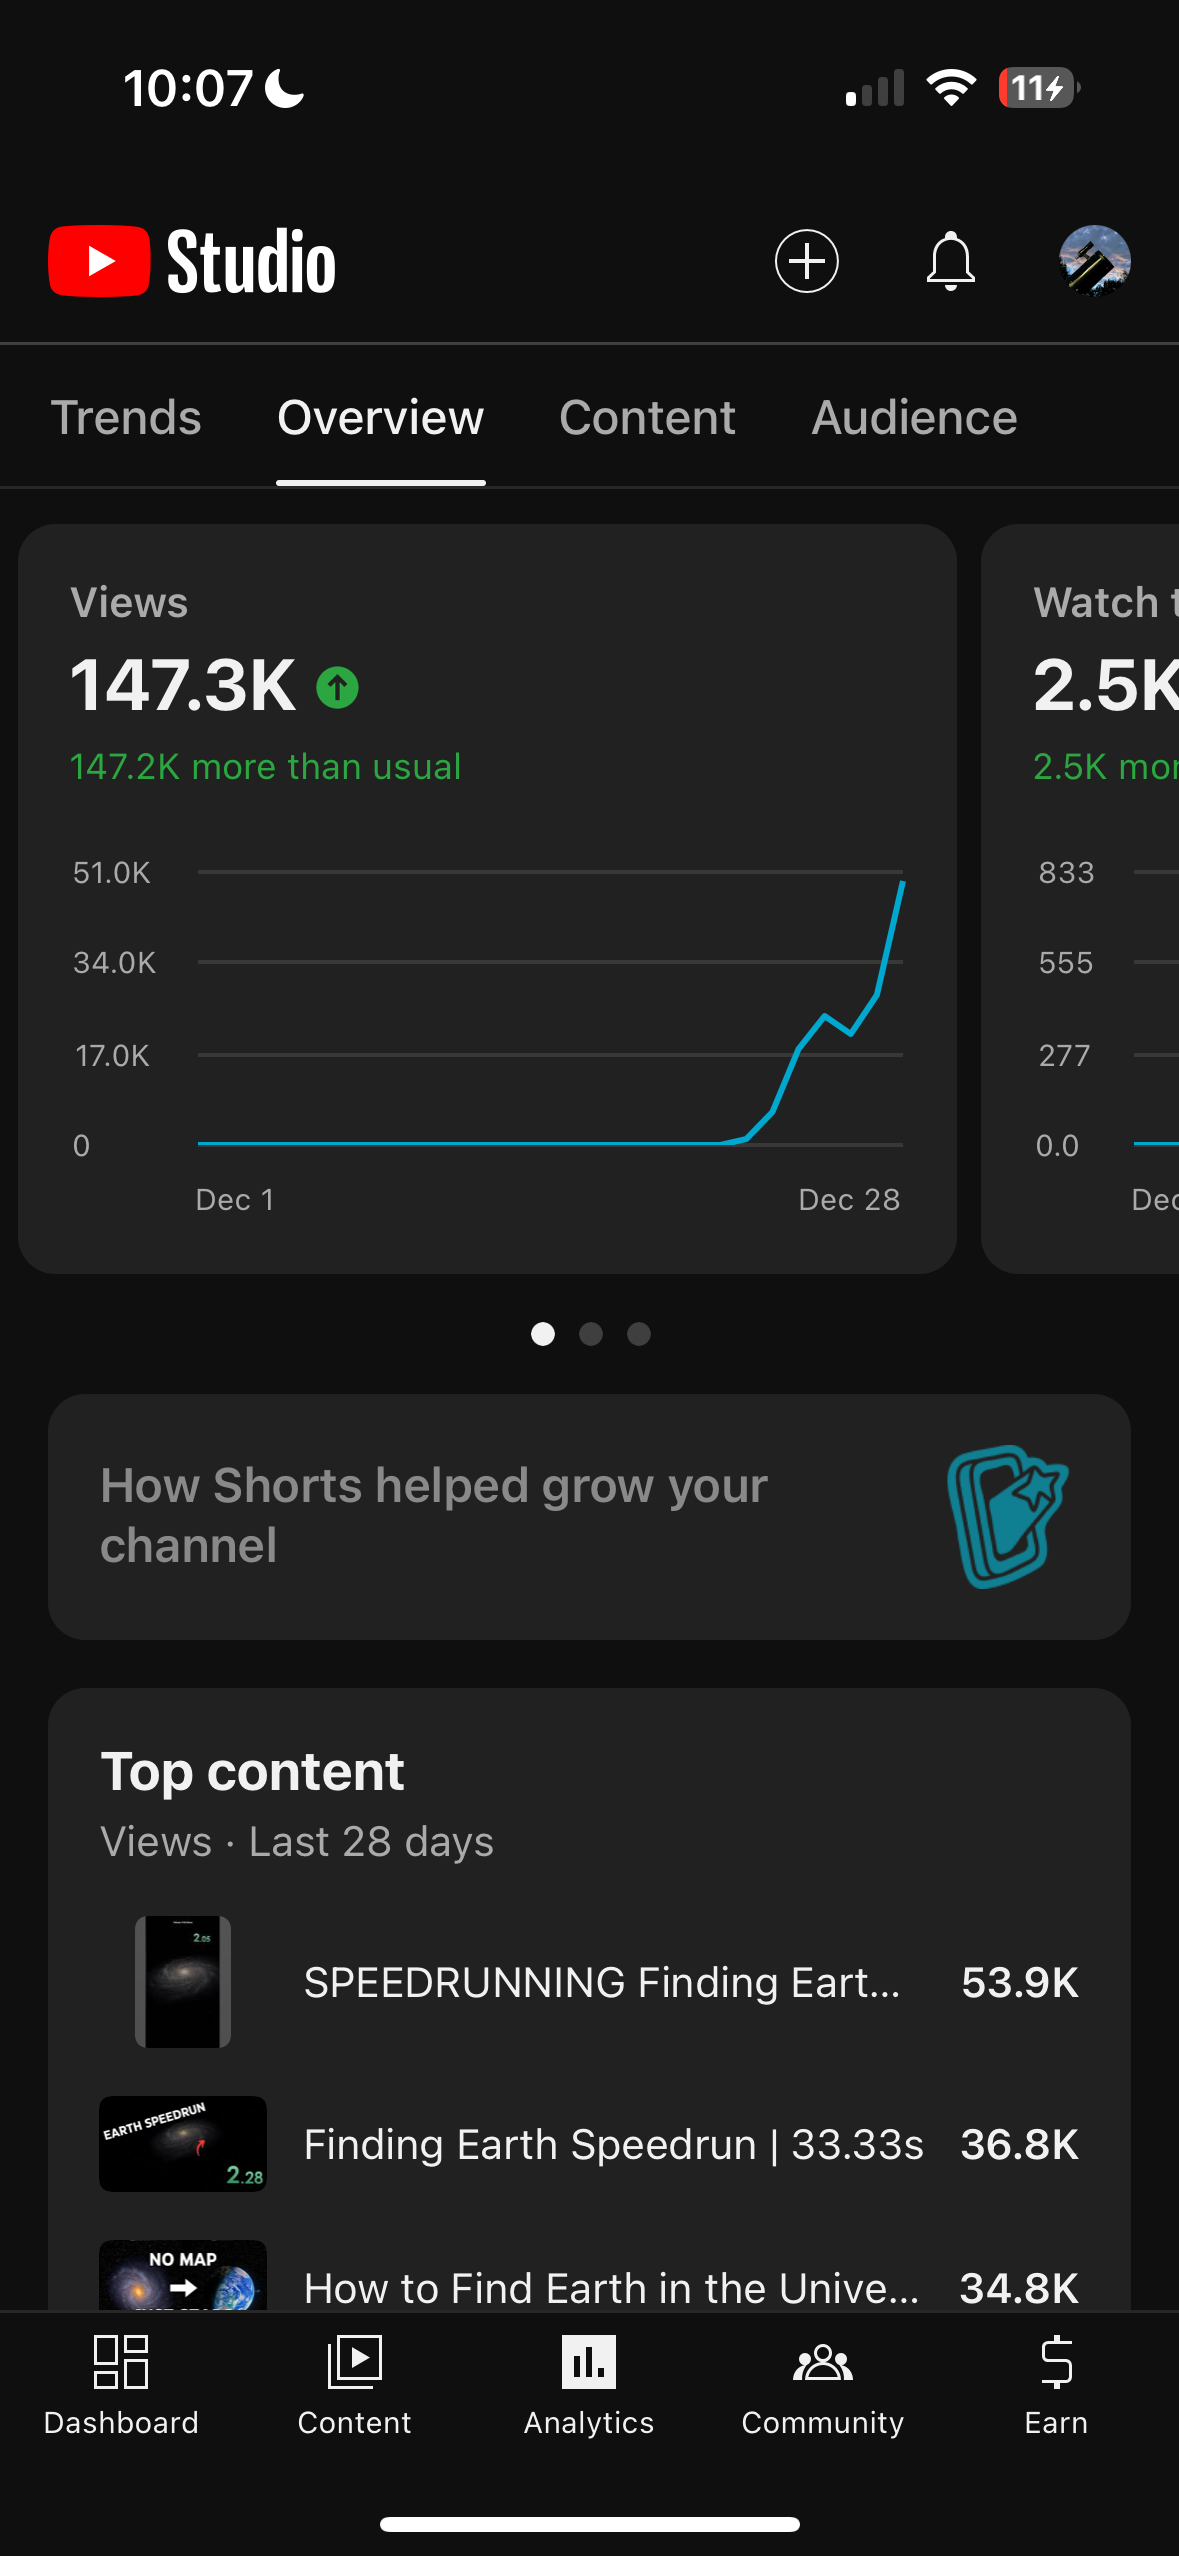 10:07
11
Studio
Trends Overview Content Audience
Views
147.3K
147.2K more than usual
51.0K
34.0K
17.0K
0
Dec 1 Dec 28
Watch t
2.5K
2.5K mor
833
555
277
0.0
Dec
How Shorts helped grow your
channel
Top content
Views · Last 28 days
2.05
SPEEDRUNNING Finding Eart... 53.9K
EARTH SPEEDRUN
2.28
Finding Earth Speedrun | 33.33s 36.8K
NO MAP
How to Find Earth in the Unive... 34.8K
Dashboard Content Analytics Community Earn